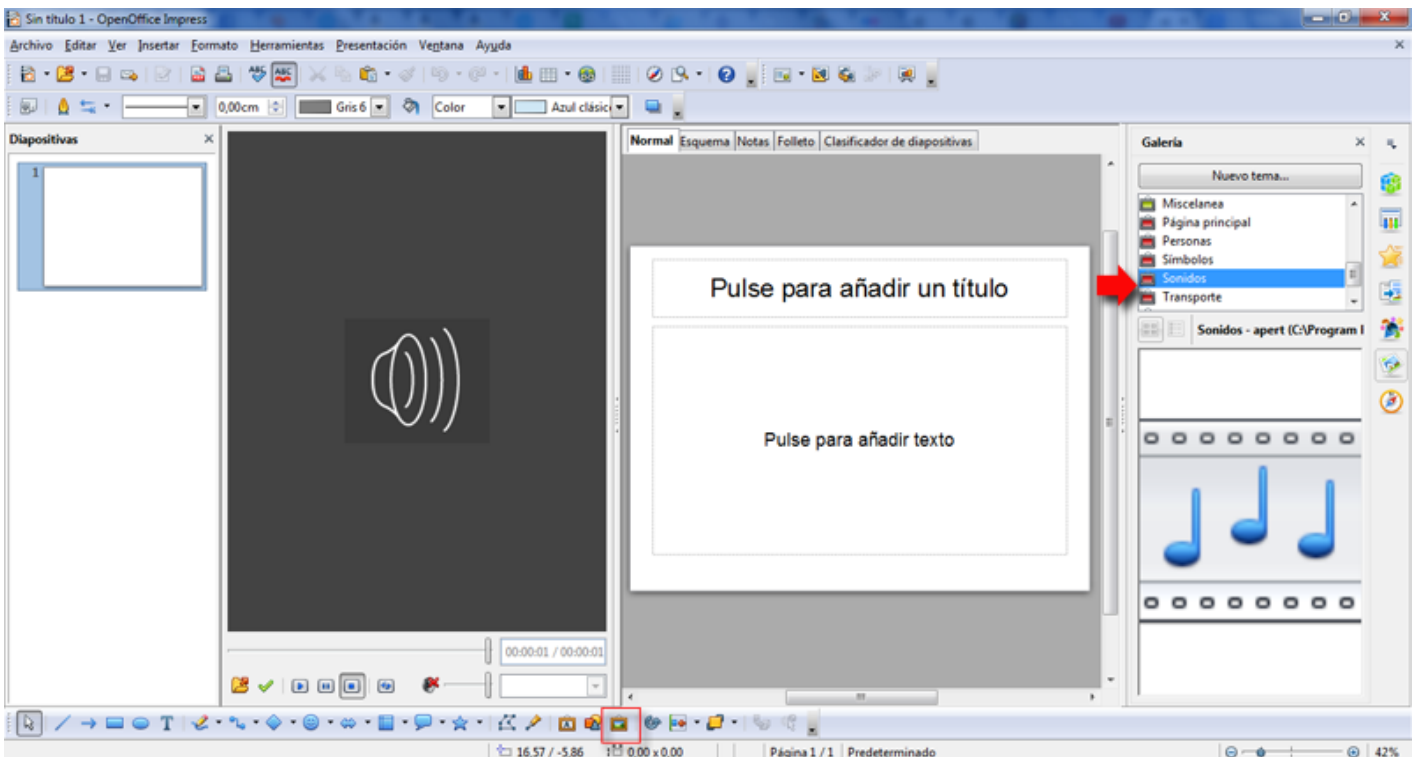 Sin título 1 - OpenOffice Impress
Archivo Editar Ver Insertar Formato Herramientas Presentación Ventana Ayuda
0,00cm Gris 6 Color Azul clásic
Diapositivas
1
Normal Esquema Notas Folleto Clasificador de diapositivas
Pulse para añadir un título
Pulse para añadir texto
00:00:01 / 00:00:01
Galería
Nuevo tema...
Miscelanea
Página principal
Personas
Símbolos
Sonidos
Transporte
Sonidos - apert (C:\Program
16.57 / -5.86 0.00 x 0.00 Página 1 / 1 Predeterminado 42%